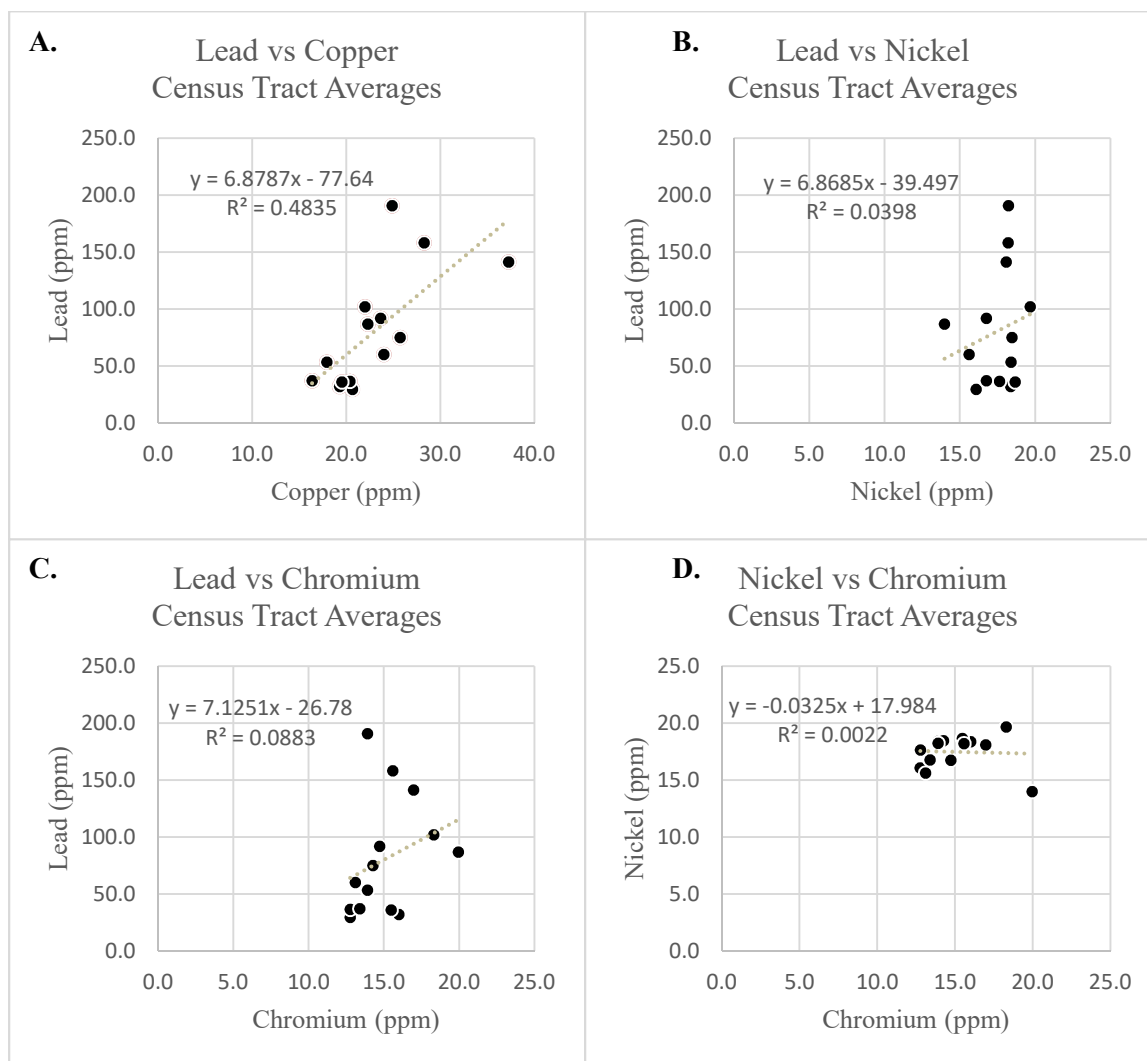 A.
Lead vs Copper
Census Tract Averages
250.0
200.0
150.0
100.0
50.0
0.0
Lead (ppm)
y = 6.8787x - 77.64
R² = 0.4835
0.0 10.0 20.0 30.0 40.0
Copper (ppm)
B.
Lead vs Nickel
Census Tract Averages
250.0
200.0
150.0
100.0
50.0
0.0
Lead (ppm)
y = 6.8685x - 39.497
R² = 0.0398
0.0 5.0 10.0 15.0 20.0 25.0
Nickel (ppm)
C.
Lead vs Chromium
Census Tract Averages
250.0
200.0
150.0
100.0
50.0
0.0
Lead (ppm)
y = 7.1251x - 26.78
R² = 0.0883
0.0 5.0 10.0 15.0 20.0 25.0
Chromium (ppm)
D.
Nickel vs Chromium
Census Tract Averages
25.0
20.0
15.0
10.0
5.0
0.0
Nickel (ppm)
y = -0.0325x + 17.984
R² = 0.0022
0.0 5.0 10.0 15.0 20.0 25.0
Chromium (ppm)